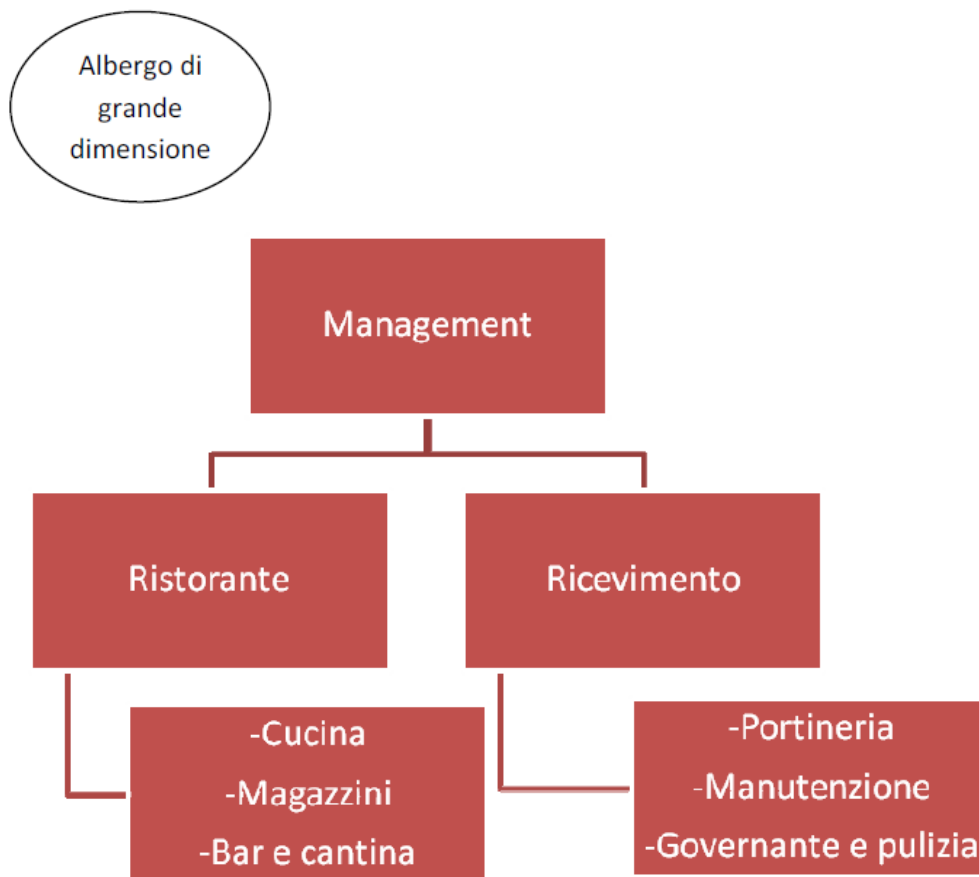 Albergo di
grande
dimensione
Management
Ristorante
Ricevimento
-Cucina
-Magazzini
-Bar e cantina
-Portineria
-Manutenzione
-Governante e pulizia